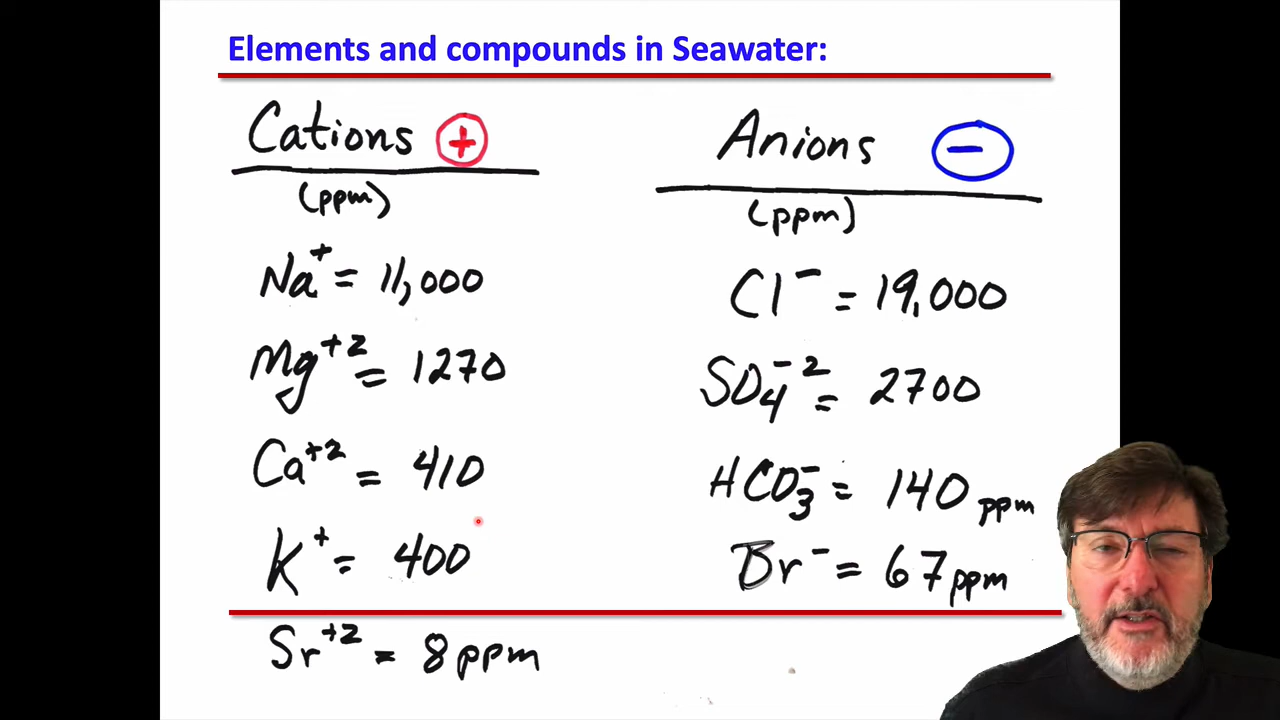 Elements and compounds in Seawater:
Cations +
(ppm)
Na⁺ = 11,000
Mg⁺² = 1270
Ca⁺² = 410
K⁺ = 400
Sr⁺² = 8 ppm
Anions −
(ppm)
Cl⁻ = 19,000
SO₄⁻² = 2700
HCO₃⁻ = 140 ppm
Br⁻ = 67 ppm